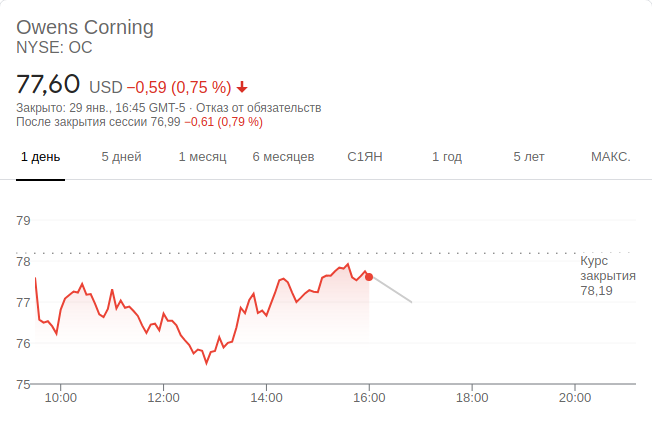 Owens Corning
NYSE: OC
77,60 USD −0,59 (0,75 %)
Закрыто: 29 янв., 16:45 GMT-5 · Отказ от обязательств
После закрытия сессии 76,99 −0,61 (0,79 %)
1 день 5 дней 1 месяц 6 месяцев С1ЯН 1 год 5 лет МАКС.
79
78
77
76
75
Курс
закрытия
78,19
10:00 12:00 14:00 16:00 18:00 20:00